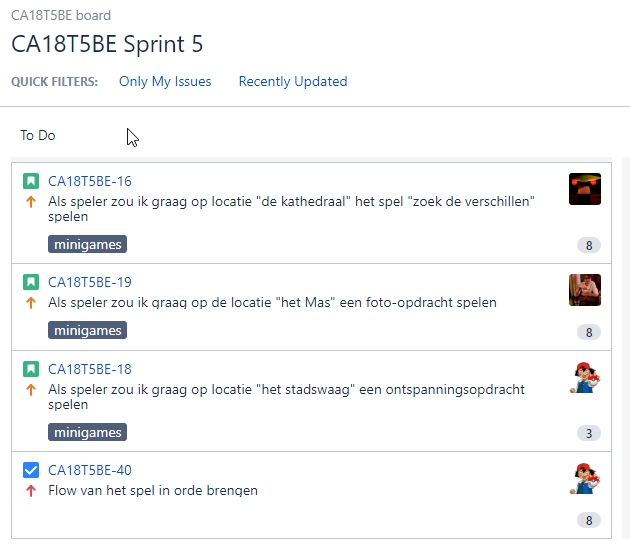 CA18T5BE board
CA18T5BE Sprint 5
QUICK FILTERS: Only My Issues Recently Updated
To Do
CA18T5BE-16
Als speler zou ik graag op locatie "de kathedraal" het spel "zoek de verschillen"
spelen
minigames
8
CA18T5BE-19
Als speler zou ik graag op de locatie "het Mas" een foto-opdracht spelen
minigames
8
CA18T5BE-18
Als speler zou ik graag op locatie "het stadswaag" een ontspanningsopdracht
spelen
minigames
3
CA18T5BE-40
Flow van het spel in orde brengen
8